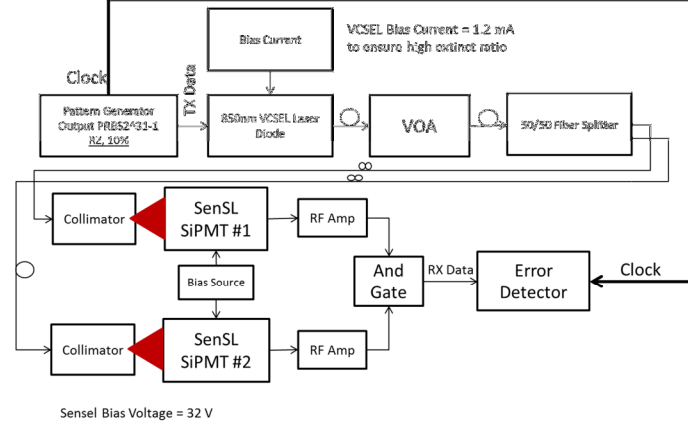 Bias Current
VCSEL Bias Current = 1.2 mA
to ensure high extinct ratio
Clock
TX Data
Pattern Generator
Output PRBS2^31-1
RZ, 10%
850nm VCSEL Laser
Diode
VOA
50/50 Fiber Splitter
Collimator
SenSL
SiPMT #1
RF Amp
Bias Source
And
Gate
RX Data
Error
Detector
Clock
Collimator
SenSL
SiPMT #2
RF Amp
Sensel Bias Voltage = 32 V